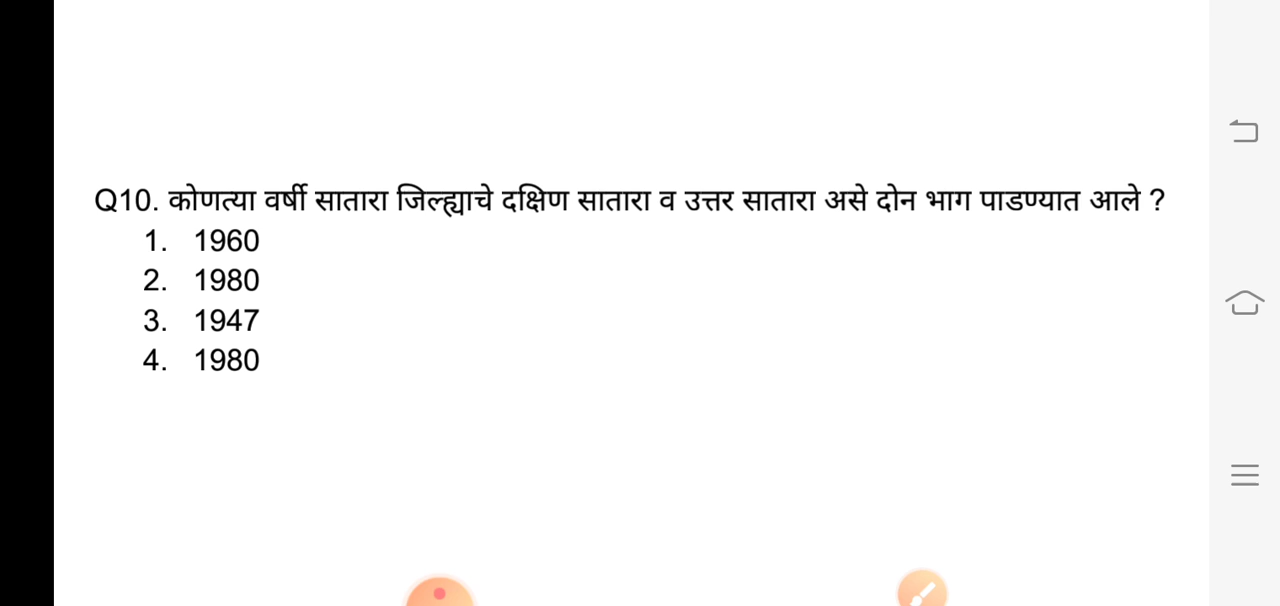 Q10. कोणत्या वर्षी सातारा जिल्ह्याचे दक्षिण सातारा व उत्तर सातारा असे दोन भाग पाडण्यात आले ?
1. 1960
2. 1980
3. 1947
4. 1980